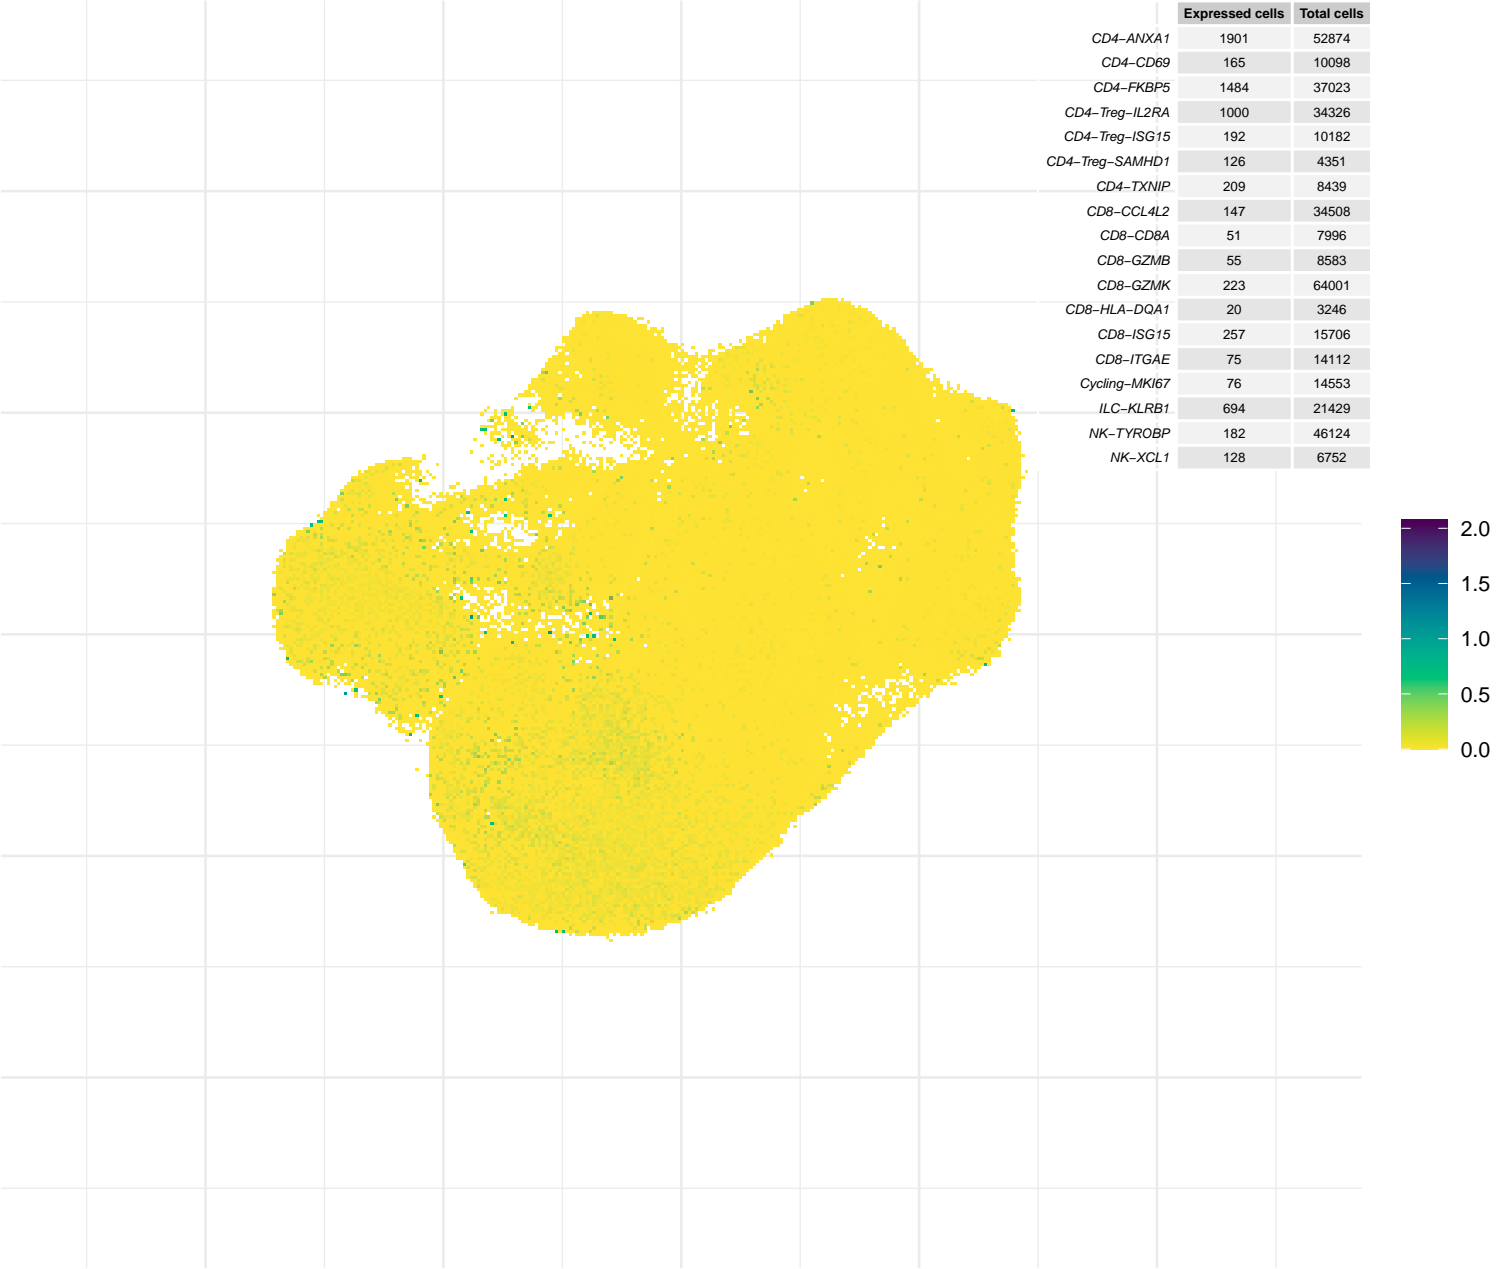 Expressed cells Total cells
CD4−ANXA1 1901 52874
CD4−CD69 165 10098
CD4−FKBP5 1484 37023
CD4−Treg−IL2RA 1000 34326
CD4−Treg−ISG15 192 10182
CD4−Treg−SAMHD1 126 4351
CD4−TXNIP 209 8439
CD8−CCL4L2 147 34508
CD8−CD8A 51 7996
CD8−GZMB 55 8583
CD8−GZMK 223 64001
CD8−HLA−DQA1 20 3246
CD8−ISG15 257 15706
CD8−ITGAE 75 14112
Cycling−MKI67 76 14553
ILC−KLRB1 694 21429
NK−TYROBP 182 46124
NK−XCL1 128 6752
2.0
1.5
1.0
0.5
0.0